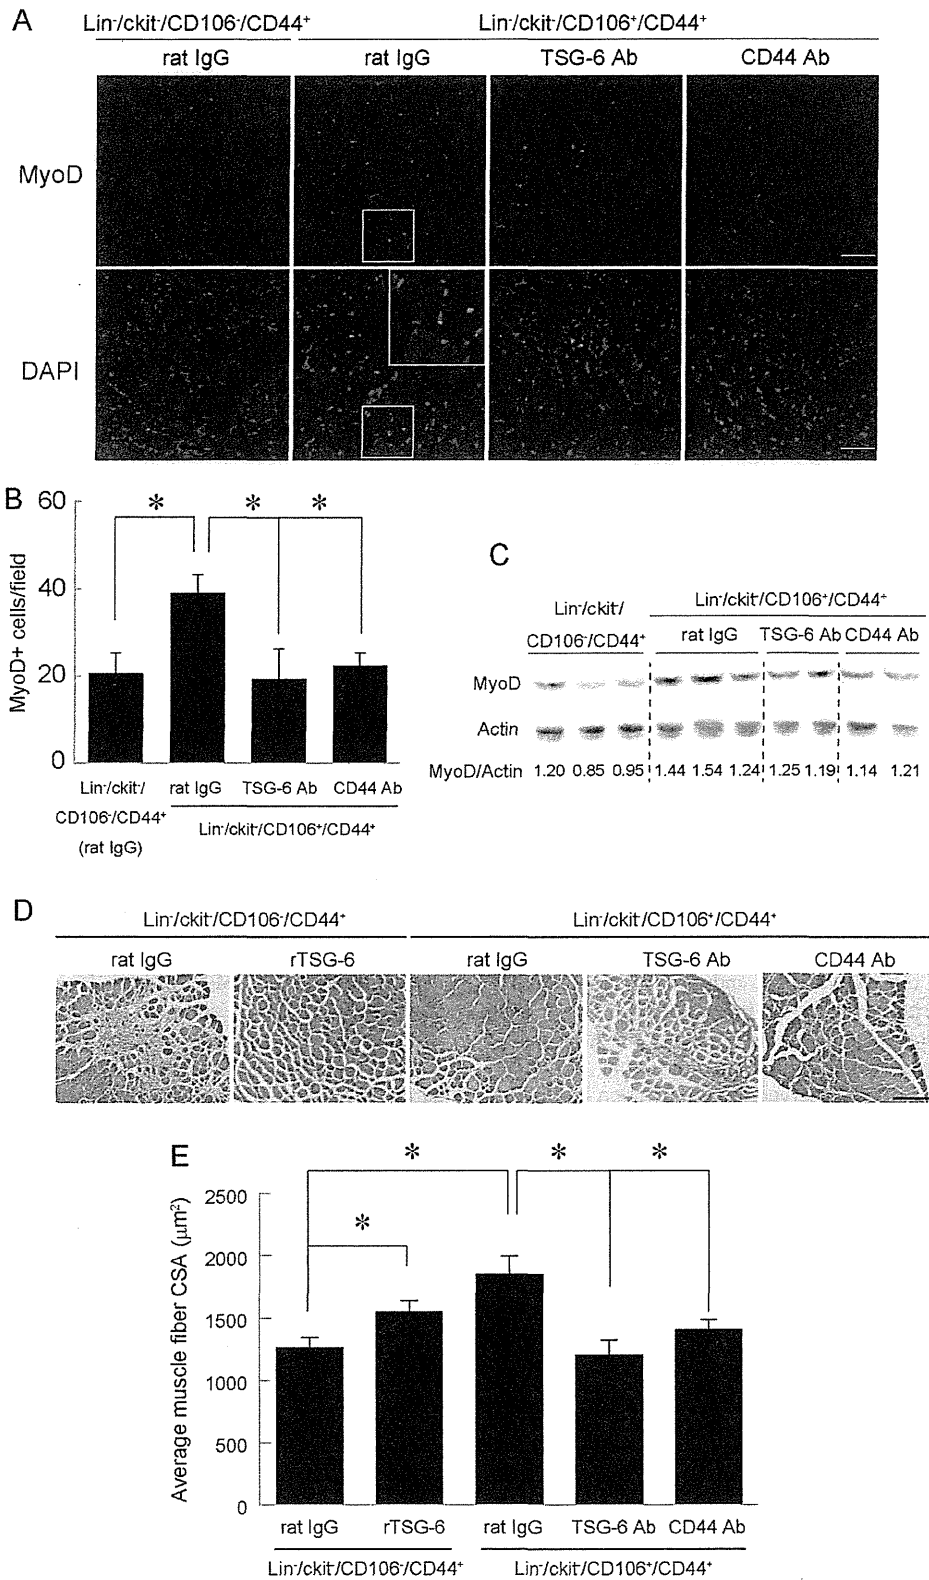 A
Lin⁻/ckit⁻/CD106⁻/CD44⁺ Lin⁻/ckit⁻/CD106⁺/CD44⁺
rat IgG rat IgG TSG-6 Ab CD44 Ab
MyoD
DAPI
B
MyoD+ cells/field
60
40
20
0
* * *
Lin⁻/ckit⁻/
CD106⁻/CD44⁺
(rat IgG)
rat IgG TSG-6 Ab CD44 Ab
Lin⁻/ckit⁻/CD106⁺/CD44⁺
C
Lin⁻/ckit⁻/
CD106⁻/CD44⁺
Lin⁻/ckit⁻/CD106⁺/CD44⁺
rat IgG TSG-6 Ab CD44 Ab
MyoD
Actin
MyoD/Actin 1.20 0.85 0.95 1.44 1.54 1.24 1.25 1.19 1.14 1.21
D
Lin⁻/ckit⁻/CD106⁻/CD44⁺ Lin⁻/ckit⁻/CD106⁺/CD44⁺
rat IgG rTSG-6 rat IgG TSG-6 Ab CD44 Ab
E
Average muscle fiber CSA (μm²)
2500
2000
1500
1000
500
0
* * *
*
rat IgG rTSG-6 rat IgG TSG-6 Ab CD44 Ab
Lin⁻/ckit⁻/CD106⁻/CD44⁺ Lin⁻/ckit⁻/CD106⁺/CD44⁺